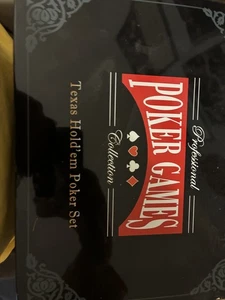 Professional
POKER GAMES
Collection
Texas Hold'em Poker Set